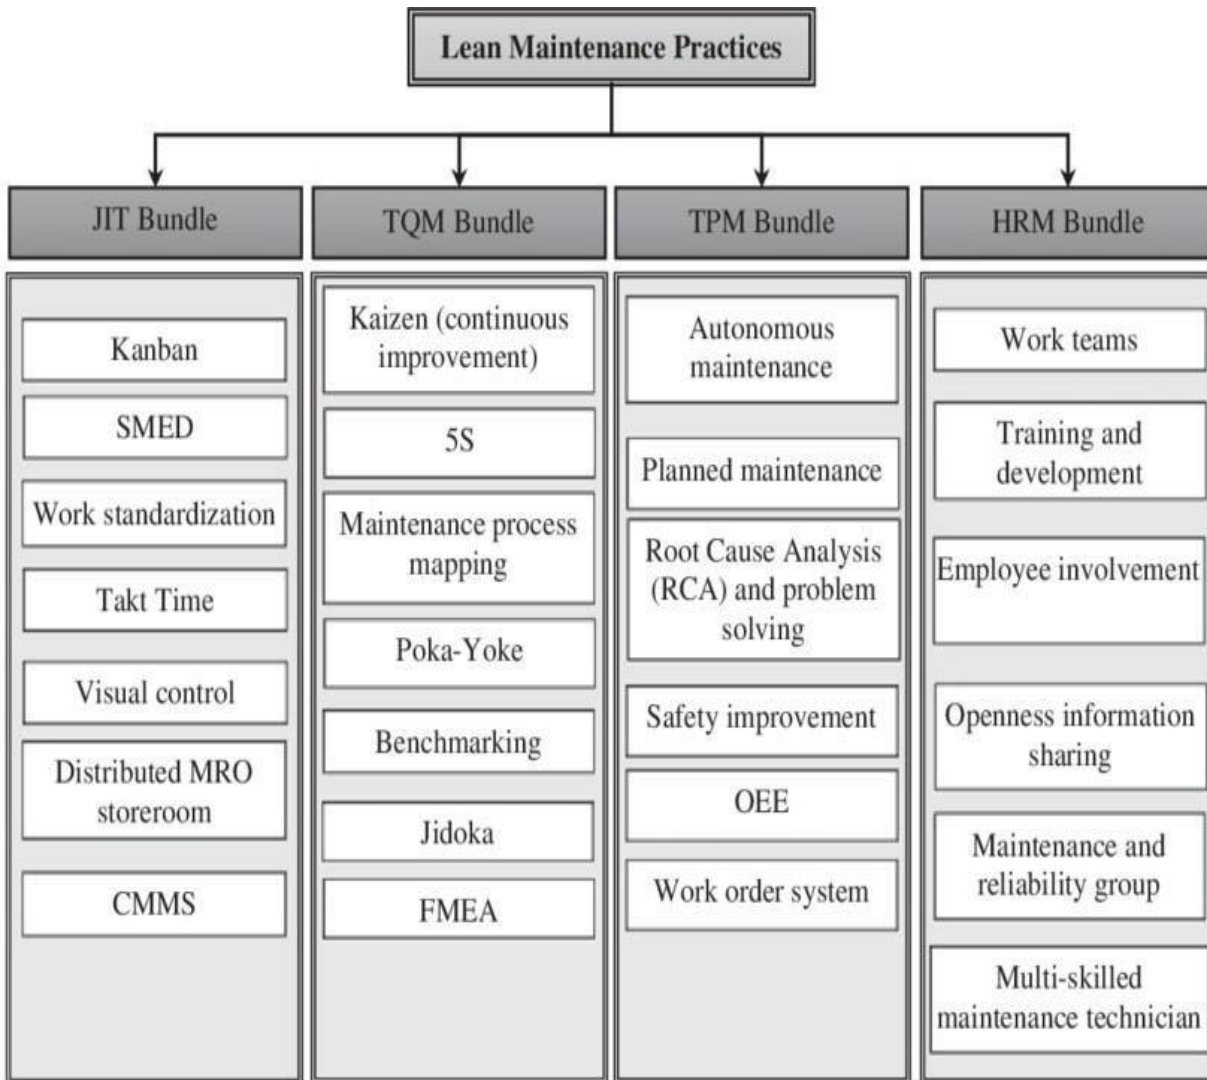 Lean Maintenance Practices
JIT Bundle
Kanban
SMED
Work standardization
Takt Time
Visual control
Distributed MRO
storeroom
CMMS
TQM Bundle
Kaizen (continuous
improvement)
5S
Maintenance process
mapping
Poka-Yoke
Benchmarking
Jidoka
FMEA
TPM Bundle
Autonomous
maintenance
Planned maintenance
Root Cause Analysis
(RCA) and problem
solving
Safety improvement
OEE
Work order system
HRM Bundle
Work teams
Training and
development
Employee involvement
Openness information
sharing
Maintenance and
reliability group
Multi-skilled
maintenance technician